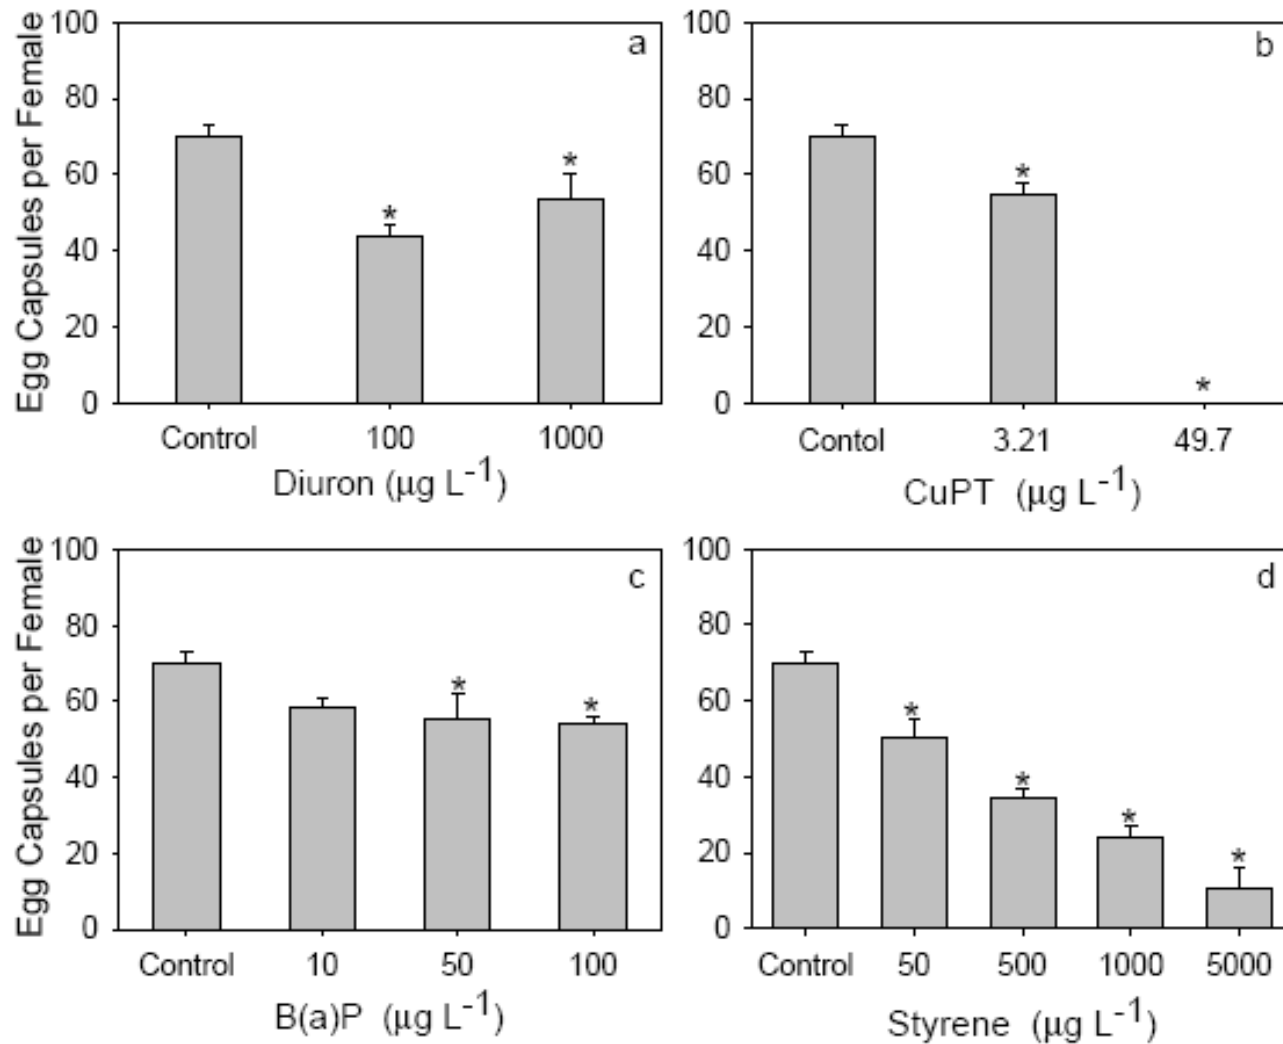 Egg Capsules per Female
100
80
60
40
20
0
a
*
*
Control 100 1000
Diuron (μg L⁻¹)
100
80
60
40
20
0
b
*
*
Contol 3.21 49.7
CuPT (μg L⁻¹)
Egg Capsules per Female
100
80
60
40
20
0
c
*
*
Control 10 50 100
B(a)P (μg L⁻¹)
100
80
60
40
20
0
d
*
*
*
*
Control 50 500 1000 5000
Styrene (μg L⁻¹)